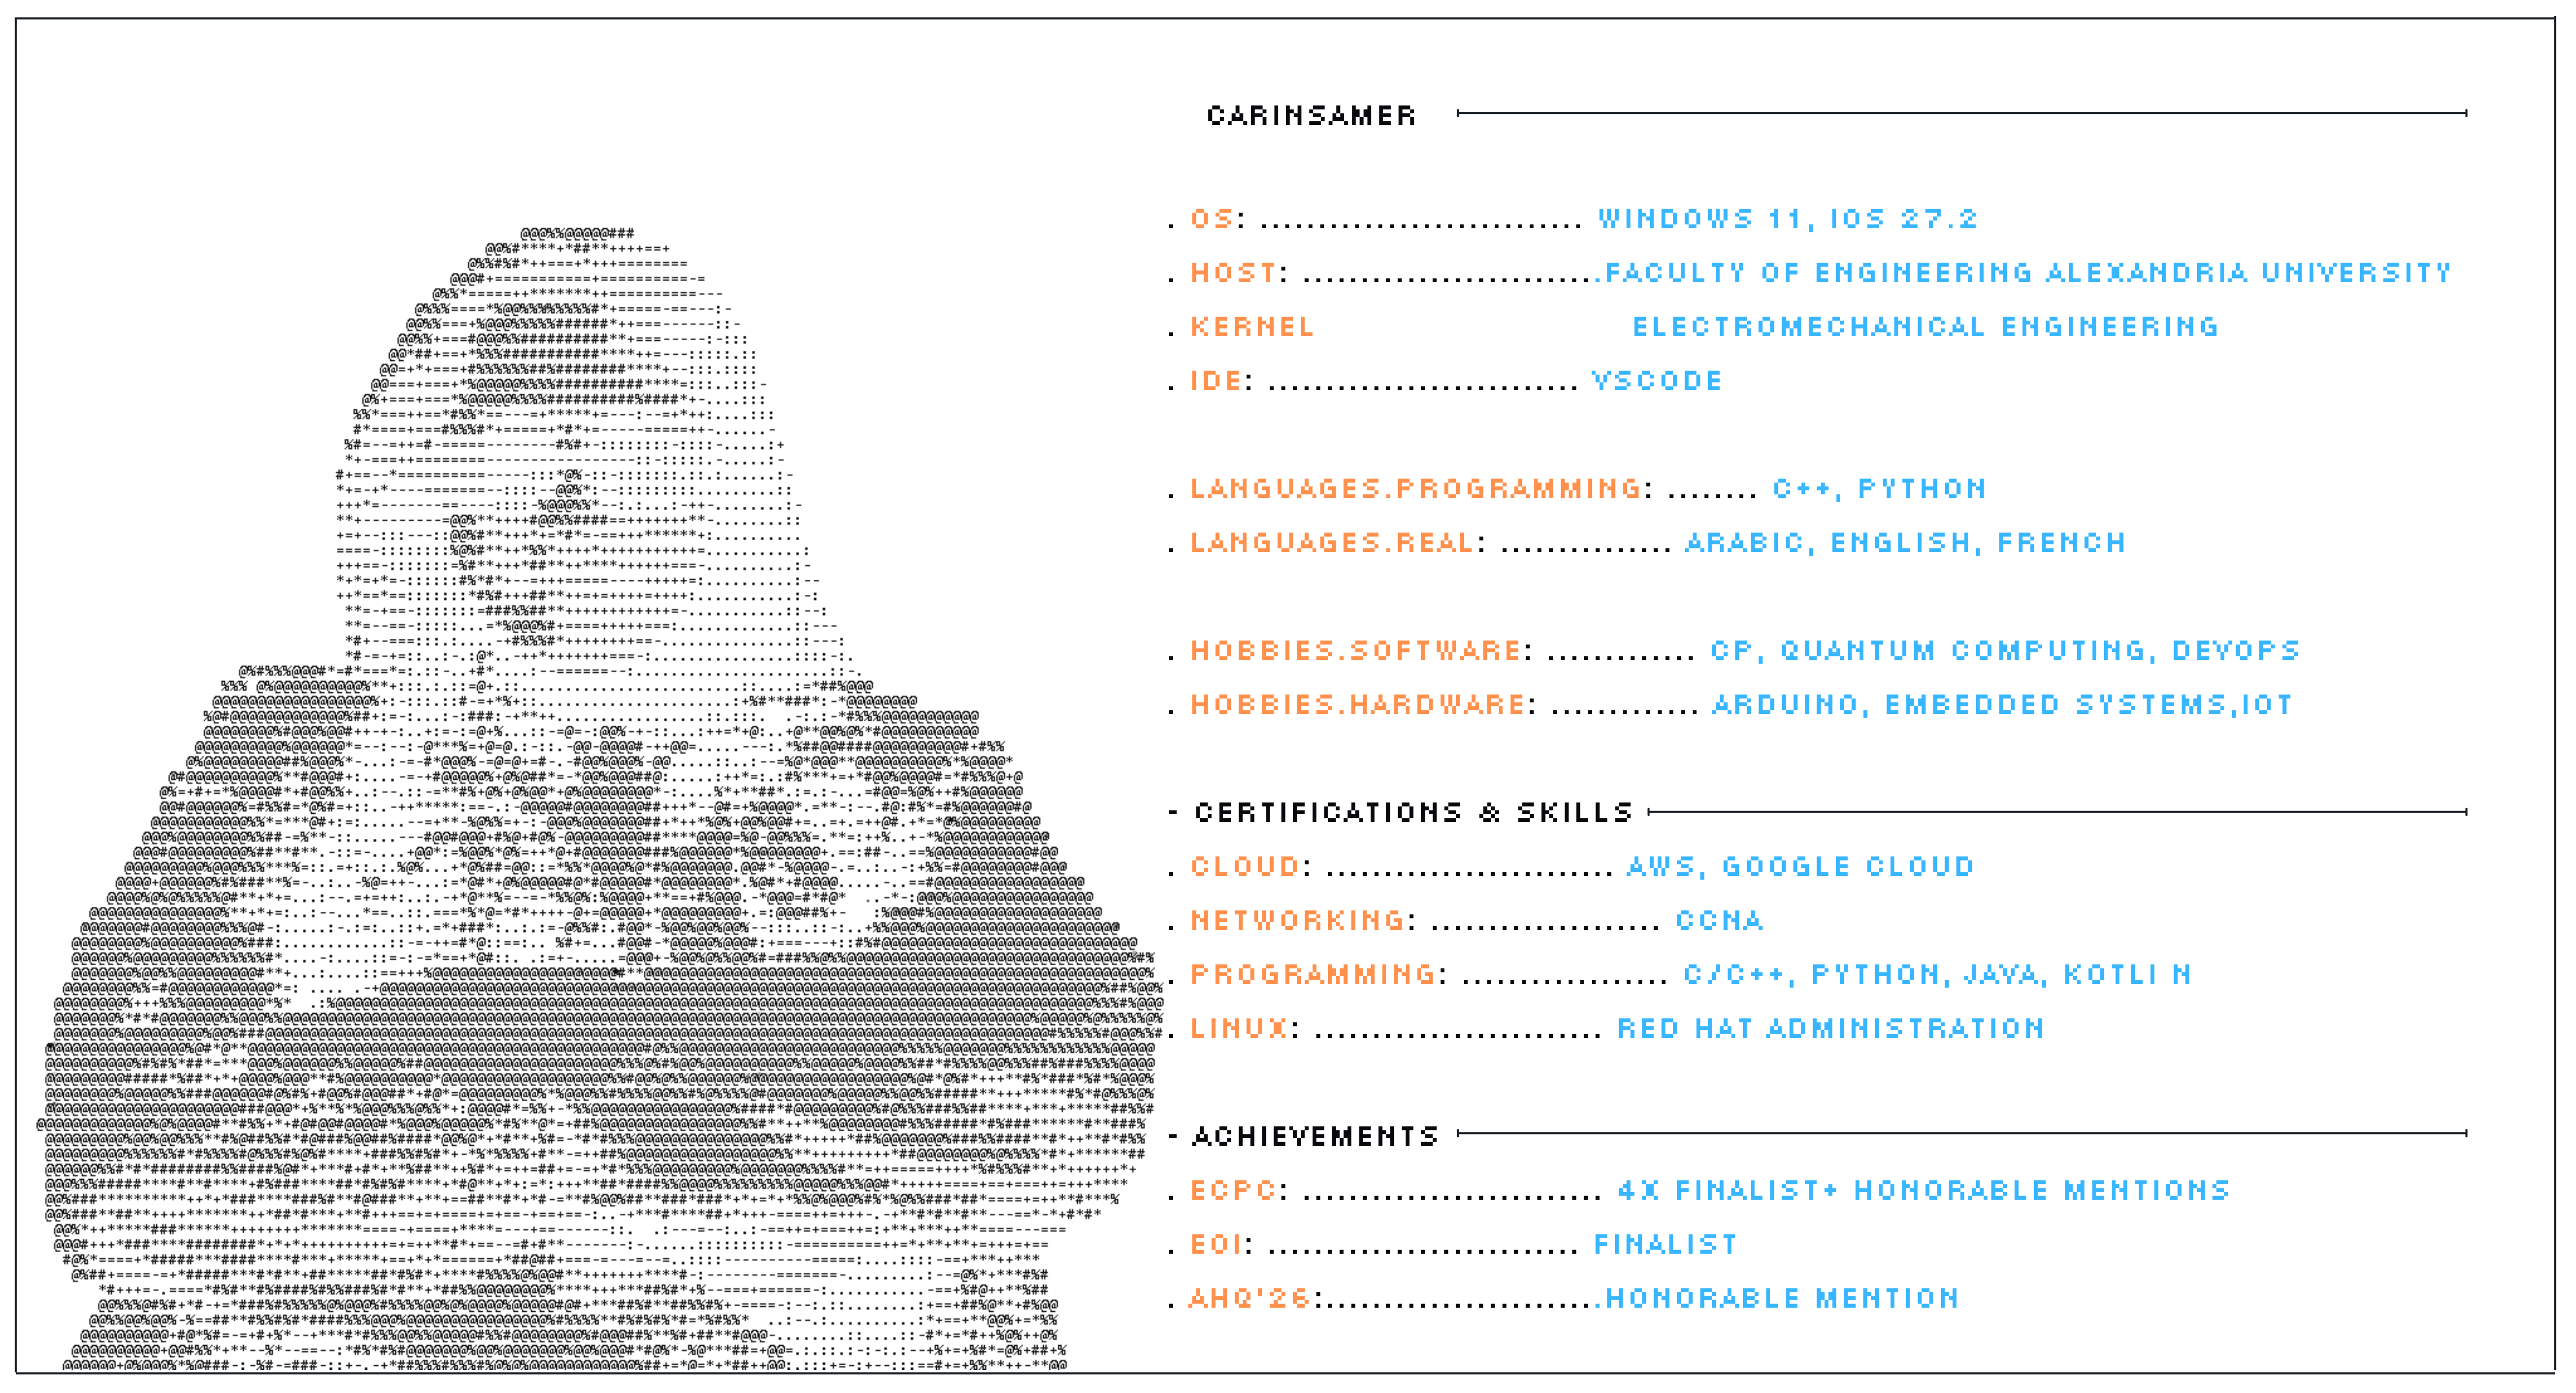 CARINSAMER
. OS: ............................ WINDOWS 11, IOS 27.2
. HOST: ..........................FACULTY OF ENGINEERING ALEXANDRIA UNIVERSITY
. KERNEL ELECTROMECHANICAL ENGINEERING
. IDE: ........................... VSCODE
. LANGUAGES.PROGRAMMING: ........ C++, PYTHON
. LANGUAGES.REAL: ............... ARABIC, ENGLISH, FRENCH
. HOBBIES.SOFTWARE: ............. CP, QUANTUM COMPUTING, DEVOPS
. HOBBIES.HARDWARE: ............. ARDUINO, EMBEDDED SYSTEMS,IOT
- CERTIFICATIONS & SKILLS
. CLOUD: ......................... AWS, GOOGLE CLOUD
. NETWORKING: .................... CCNA
. PROGRAMMING: .................. C/C++, PYTHON, JAVA, KOTLI N
. LINUX: ......................... RED HAT ADMINISTRATION
- ACHIEVEMENTS
. ECPC: .......................... 4X FINALIST+ HONORABLE MENTIONS
. EOI: ........................... FINALIST
. AHQ'26:.........................HONORABLE MENTION